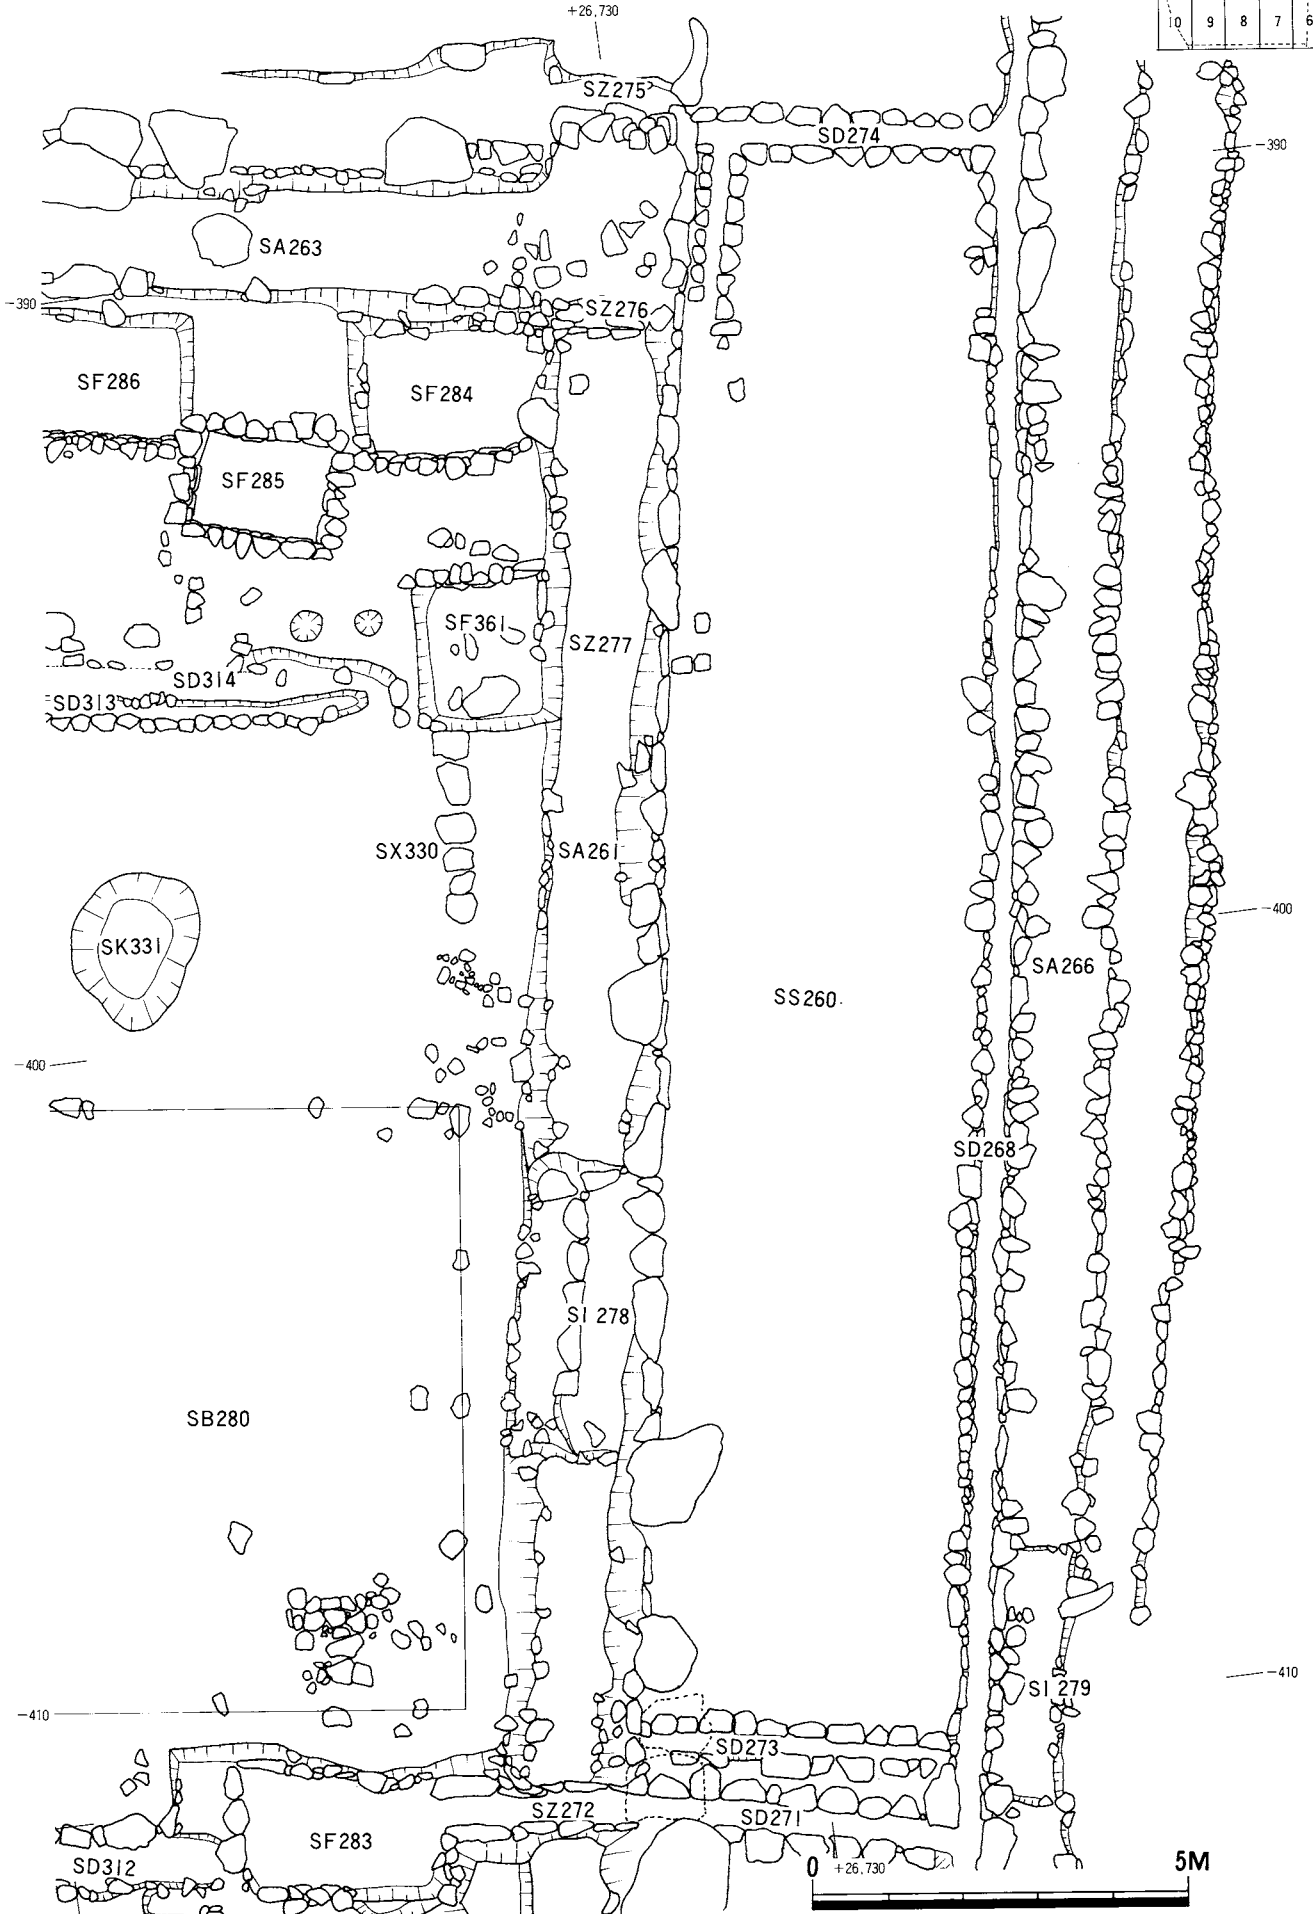 +26,730
10 9 8 7 6
SZ275
SD274
-390
SA263
-390
SZ276
SF286
SF284
SF285
SF361
SZ277
SD314
SD313
SX330
SA261
-400
SK331
SA266
SS260
-400
SD268
SI 278
SB280
-410
SI 279
-410
SD273
SZ272
SD271
SF283
SD312
0 +26,730 5M